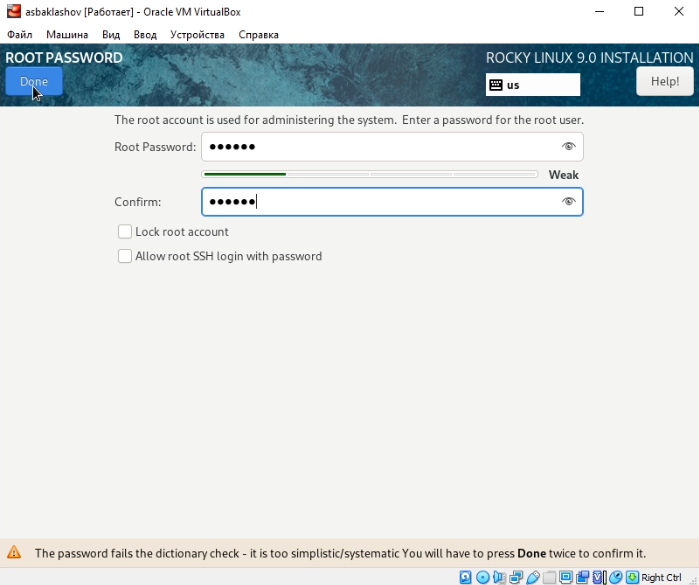 asbaklashov [Работает] - Oracle VM VirtualBox
Файл Машина Вид Ввод Устройства Справка
ROOT PASSWORD
ROCKY LINUX 9.0 INSTALLATION
Done
us
Help!
The root account is used for administering the system. Enter a password for the root user.
Root Password: ●●●●●●
Weak
Confirm: ●●●●●●
Lock root account
Allow root SSH login with password
The password fails the dictionary check - it is too simplistic/systematic You will have to press Done twice to confirm it.
Right Ctrl